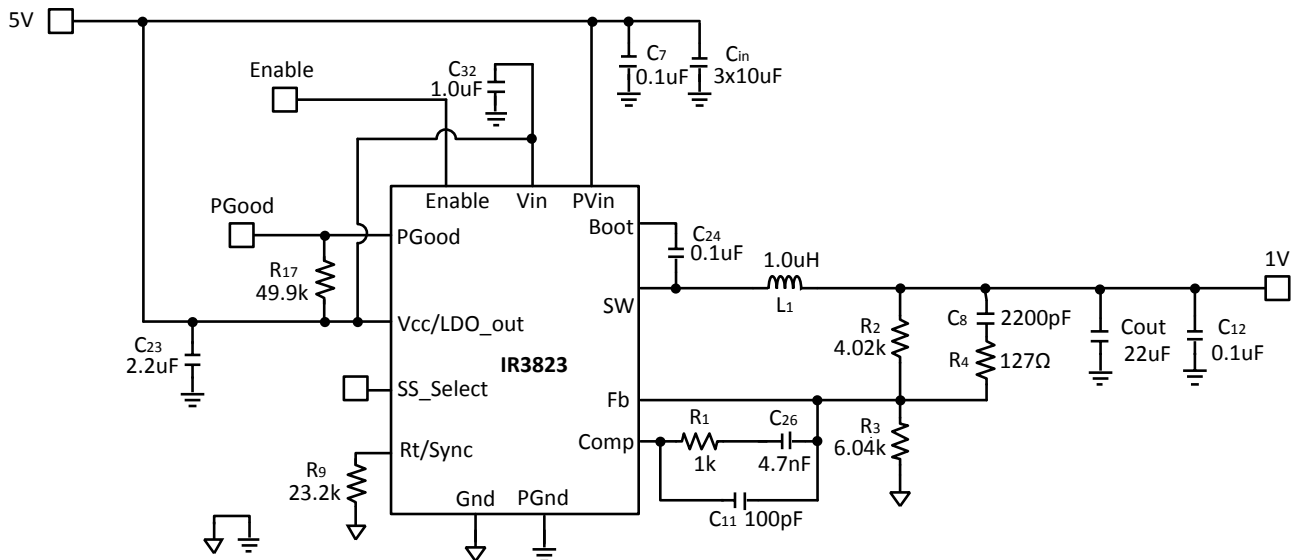 5V
C7
0.1uF
Cin
3x10uF
C32
1.0uF
Enable
Enable
Vin
PVin
PGood
PGood
Boot
C24
0.1uF
R17
49.9k
1.0uH
L1
1V
SW
Vcc/LDO_out
C23
2.2uF
IR3823
R2
4.02k
C8
2200pF
R4
127Ω
Cout
22uF
C12
0.1uF
SS_Select
Fb
Comp
R1
1k
C26
4.7nF
R3
6.04k
Rt/Sync
R9
23.2k
Gnd
PGnd
C11
100pF